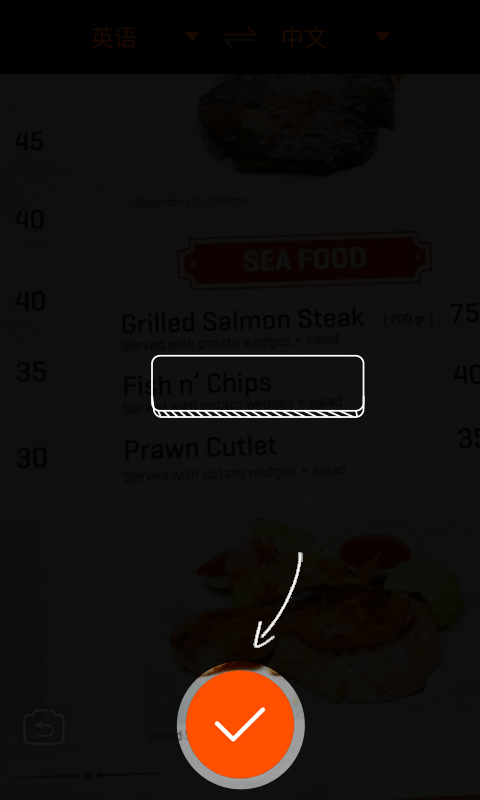 英语 中文
45
Secondary Cut Wagyu
40
SEA FOOD
40
Grilled Salmon Steak [ 200 gr ] 75
Served with potato wedges + salad
35
Fish n' Chips 40
Served with potato wedges + salad
30
Prawn Cutlet 35
Served with potato wedges + salad